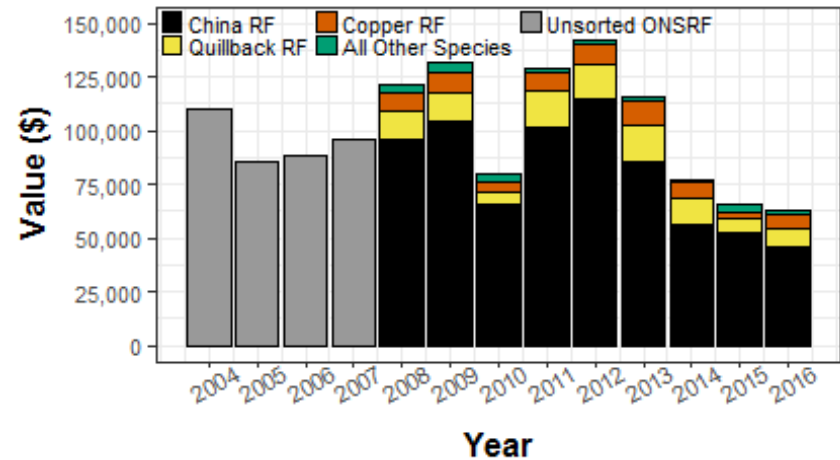 China RF Copper RF Unsorted ONSRF
Quillback RF All Other Species
Value ($)
150,000
125,000
100,000
75,000
50,000
25,000
0
2004 2005 2006 2007 2008 2009 2010 2011 2012 2013 2014 2015 2016
Year